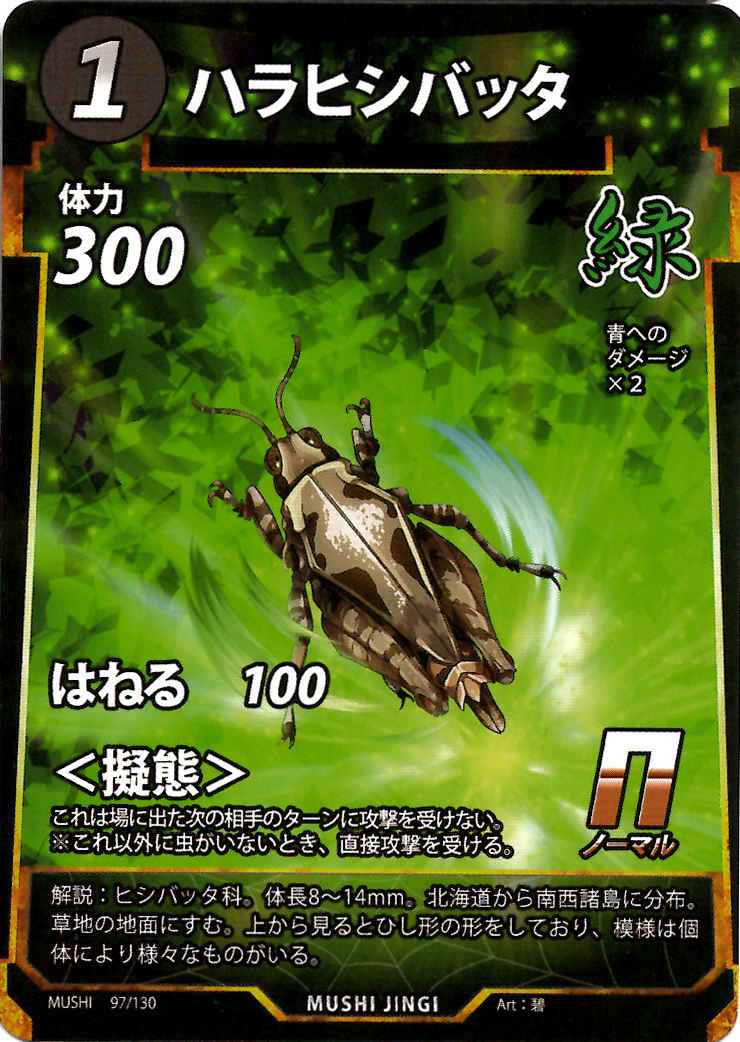 1 ハラヒシバッタ
体力
300
緑
青への
ダメージ
×2
はねる 100
＜擬態＞
これは場に出た次の相手のターンに攻撃を受けない。
※これ以外に虫がいないとき、直接攻撃を受ける。
ノーマル
解説：ヒシバッタ科。体長8～14mm。北海道から南西諸島に分布。
草地の地面にすむ。上から見るとひし形の形をしており、模様は個
体により様々なものがいる。
MUSHI 97/130
MUSHI JINGI
Art：碧